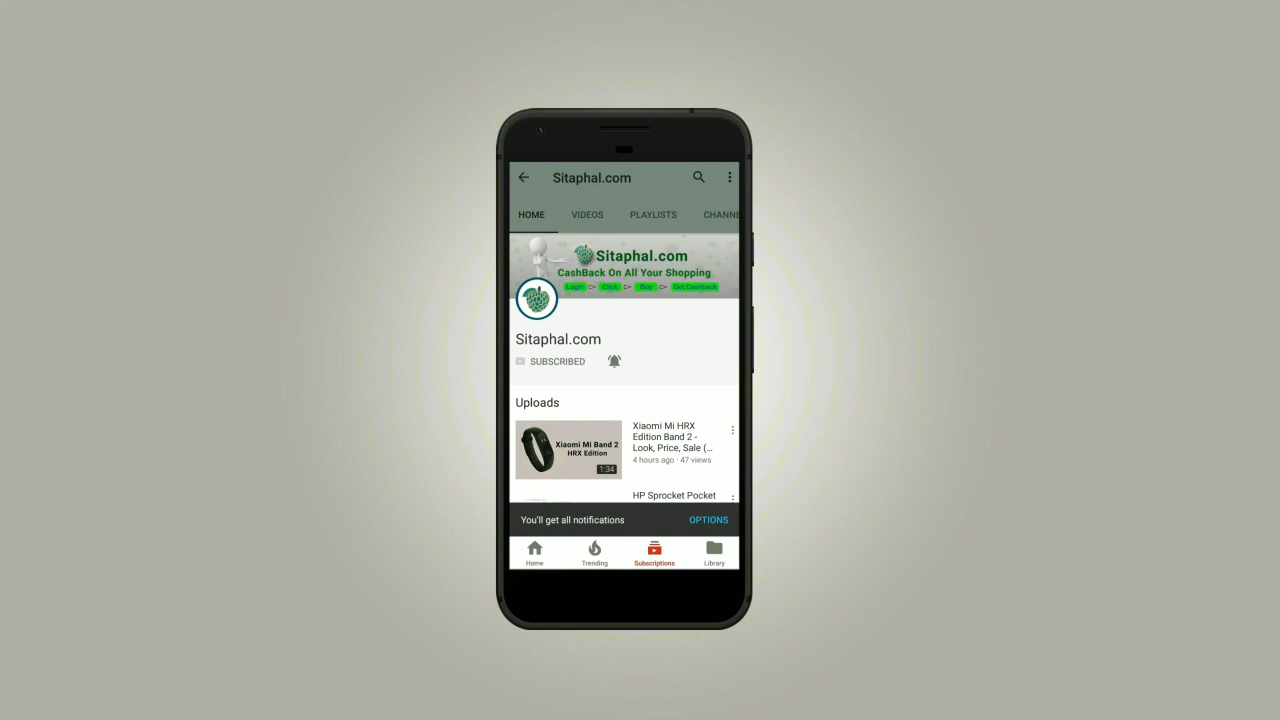 Sitaphal.com
HOME VIDEOS PLAYLISTS CHANNE
Sitaphal.com
CashBack On All Your Shopping
Login Click Buy Get Cashback
Sitaphal.com
SUBSCRIBED
Uploads
Xiaomi Mi Band 2
HRX Edition
1:34
Xiaomi Mi HRX
Edition Band 2 -
Look, Price, Sale (...
4 hours ago · 47 views
HP Sprocket Pocket
You'll get all notifications OPTIONS
Home Trending Subscriptions Library